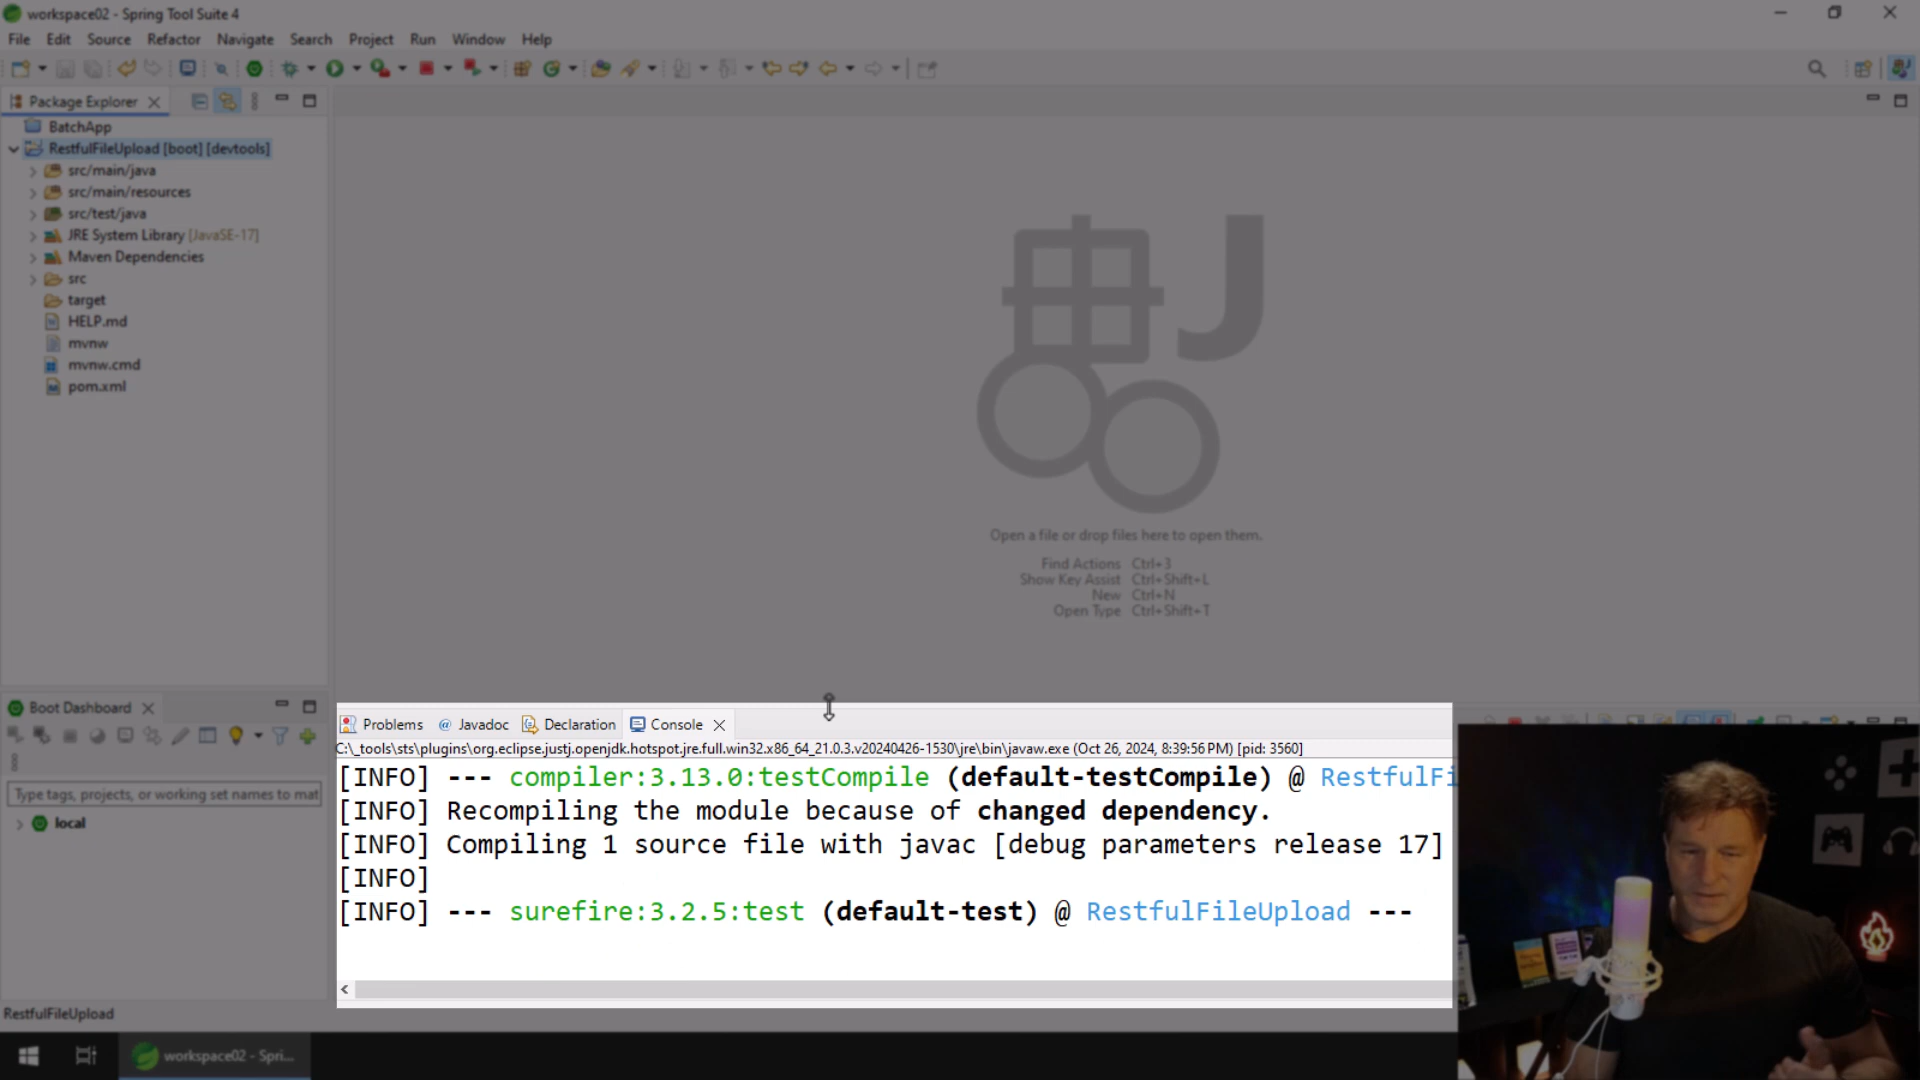 workspace02 - Spring Tool Suite 4
File Edit Source Refactor Navigate Search Project Run Window Help
Package Explorer
BatchApp
RestfulFileUpload [boot] [devtools]
src/main/java
src/main/resources
src/test/java
JRE System Library [JavaSE-17]
Maven Dependencies
src
target
HELP.md
mvnw
mvnw.cmd
pom.xml
Open a file or drop files here to open them.
Find Actions Ctrl+3
Show Key Assist Ctrl+Shift+L
New Ctrl+N
Open Type Ctrl+Shift+T
Boot Dashboard
Type tags, projects, or working set names to mat
local
Problems @ Javadoc Declaration Console
C:\_tools\sts\plugins\org.eclipse.justj.openjdk.hotspot.jre.full.win32.x86_64_21.0.3.v20240426-1530\jre\bin\javaw.exe (Oct 26, 2024, 8:39:56 PM) [pid: 3560]
[INFO] --- compiler:3.13.0:testCompile (default-testCompile) @ RestfulFi
[INFO] Recompiling the module because of changed dependency.
[INFO] Compiling 1 source file with javac [debug parameters release 17]
[INFO]
[INFO] --- surefire:3.2.5:test (default-test) @ RestfulFileUpload ---
RestfulFileUpload
workspace02 - Spri...